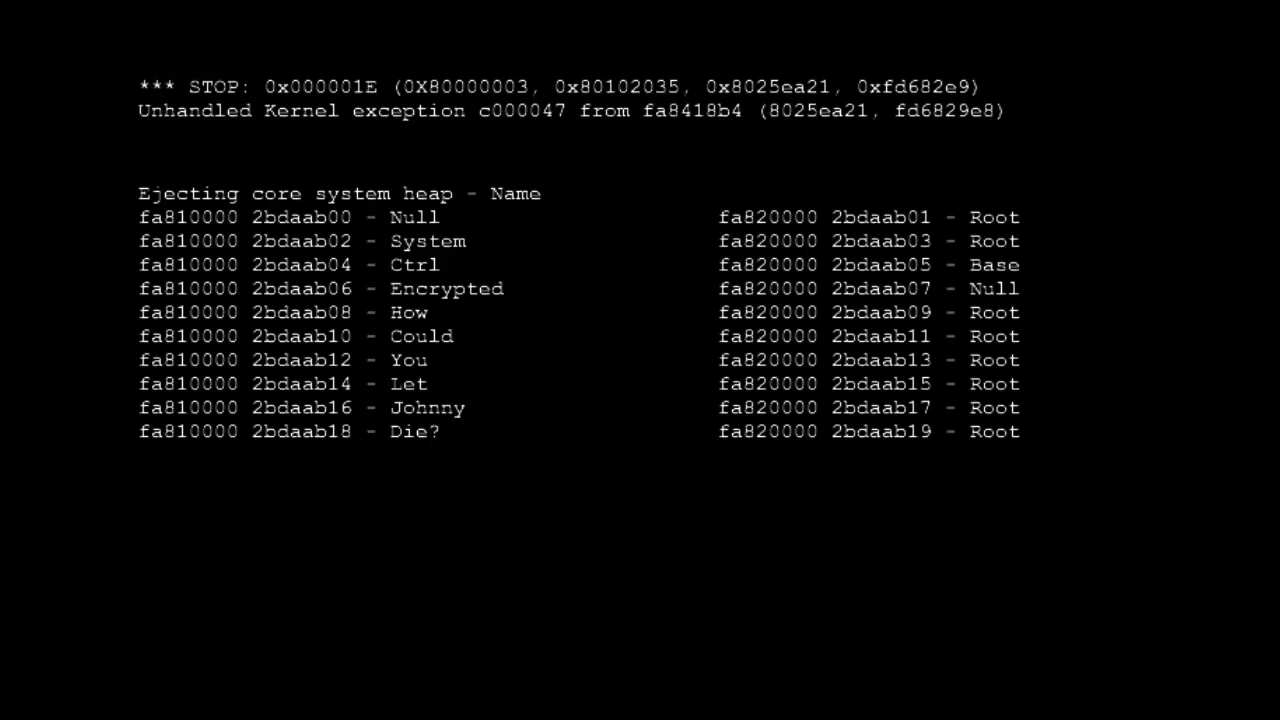 *** STOP: 0x000001E (0X80000003, 0x80102035, 0x8025ea21, 0xfd682e9)
Unhandled Kernel exception c000047 from fa8418b4 (8025ea21, fd6829e8)
Ejecting core system heap - Name
fa810000 2bdaab00 - Null fa820000 2bdaab01 - Root
fa810000 2bdaab02 - System fa820000 2bdaab03 - Root
fa810000 2bdaab04 - Ctrl fa820000 2bdaab05 - Base
fa810000 2bdaab06 - Encrypted fa820000 2bdaab07 - Null
fa810000 2bdaab08 - How fa820000 2bdaab09 - Root
fa810000 2bdaab10 - Could fa820000 2bdaab11 - Root
fa810000 2bdaab12 - You fa820000 2bdaab13 - Root
fa810000 2bdaab14 - Let fa820000 2bdaab15 - Root
fa810000 2bdaab16 - Johnny fa820000 2bdaab17 - Root
fa810000 2bdaab18 - Die? fa820000 2bdaab19 - Root